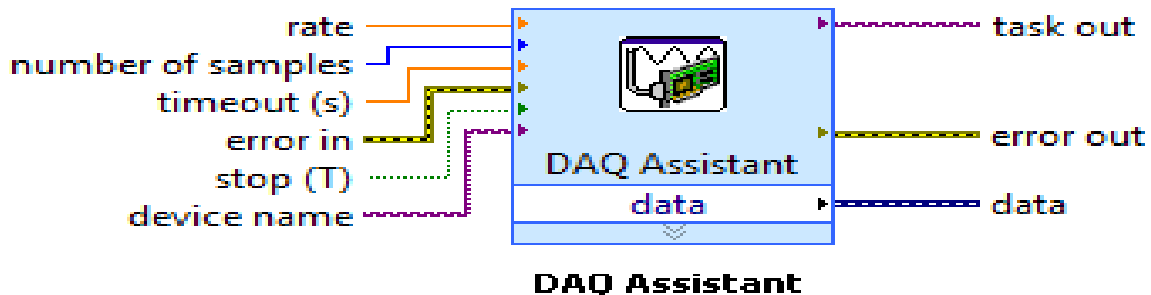 rate
number of samples
timeout (s)
error in
stop (T)
device name
DAQ Assistant
data
task out
error out
data
DAQ Assistant